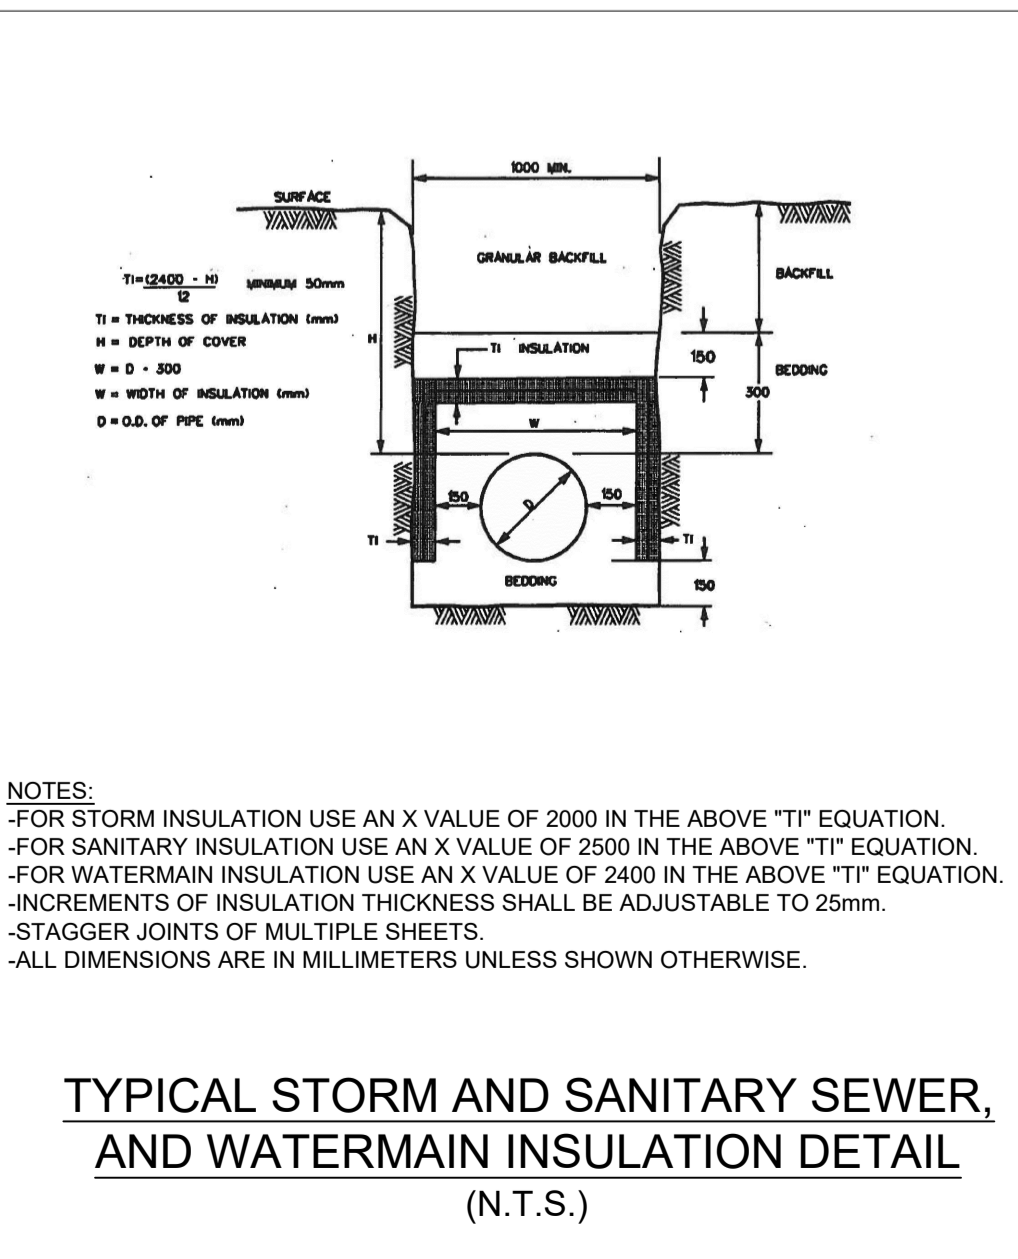 1000 MIN.
SURFACE
GRANULAR BACKFILL
BACKFILL
TI=(2400 - H)
12
MINIMUM 50mm
TI = THICKNESS OF INSULATION (mm)
H = DEPTH OF COVER
W = D - 300
W = WIDTH OF INSULATION (mm)
D = O.D. OF PIPE (mm)
H
TI INSULATION
150
BEDDING
300
W
150
D
150
TI
TI
BEDDING
150
NOTES:
-FOR STORM INSULATION USE AN X VALUE OF 2000 IN THE ABOVE "TI" EQUATION.
-FOR SANITARY INSULATION USE AN X VALUE OF 2500 IN THE ABOVE "TI" EQUATION.
-FOR WATERMAIN INSULATION USE AN X VALUE OF 2400 IN THE ABOVE "TI" EQUATION.
-INCREMENTS OF INSULATION THICKNESS SHALL BE ADJUSTABLE TO 25mm.
-STAGGER JOINTS OF MULTIPLE SHEETS.
-ALL DIMENSIONS ARE IN MILLIMETERS UNLESS SHOWN OTHERWISE.
TYPICAL STORM AND SANITARY SEWER,
AND WATERMAIN INSULATION DETAIL
(N.T.S.)